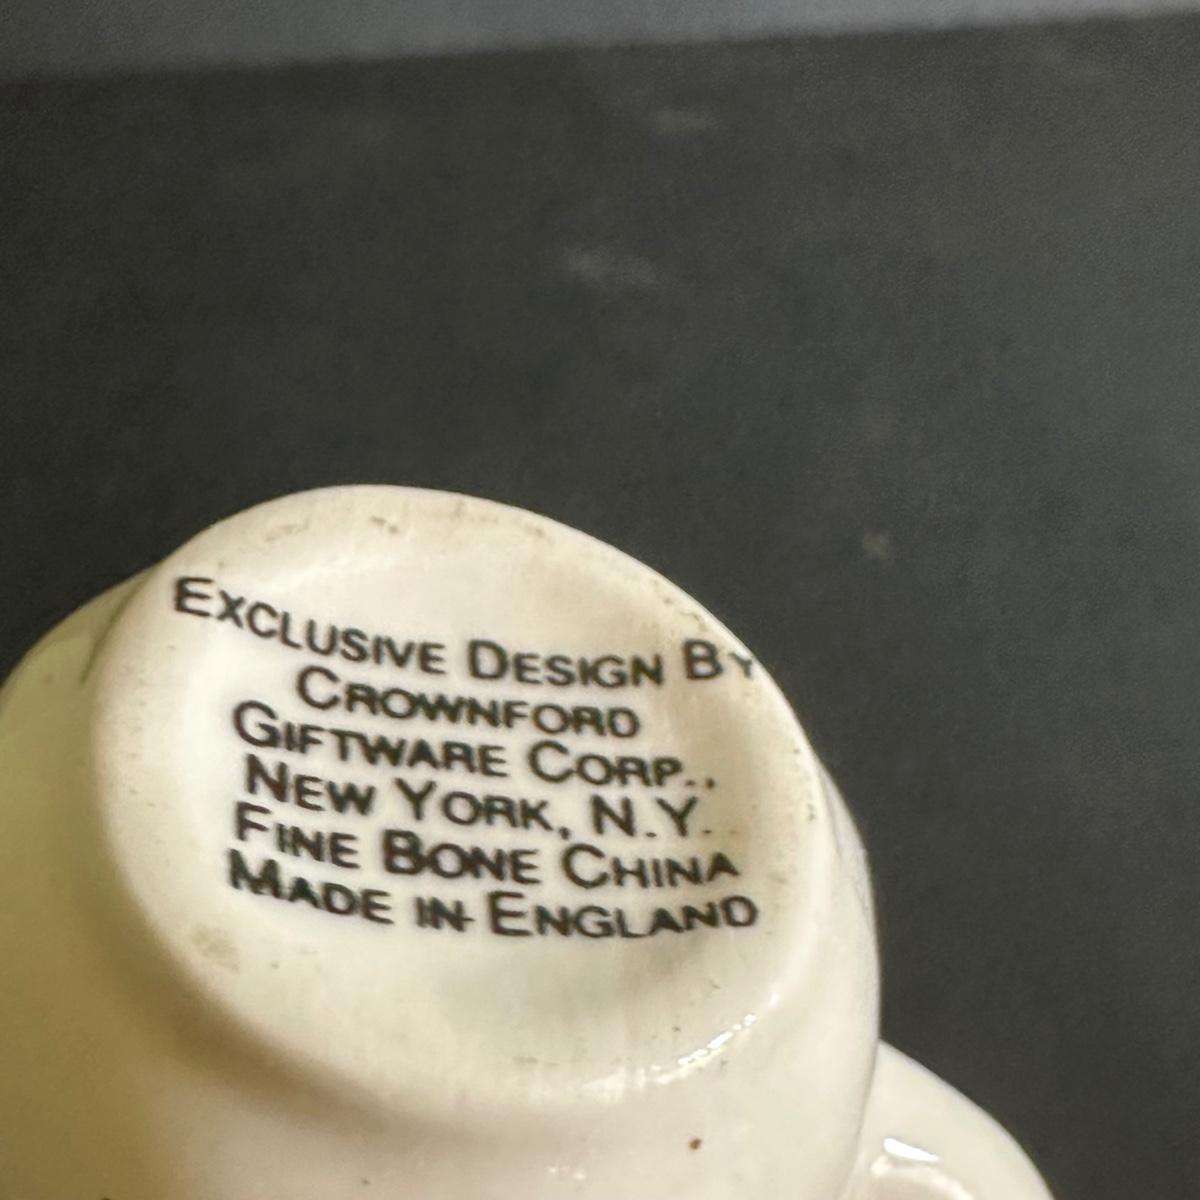 EXCLUSIVE DESIGN BY
CROWNFORD
GIFTWARE CORP.,
NEW YORK, N.Y.
FINE BONE CHINA
MADE IN ENGLAND